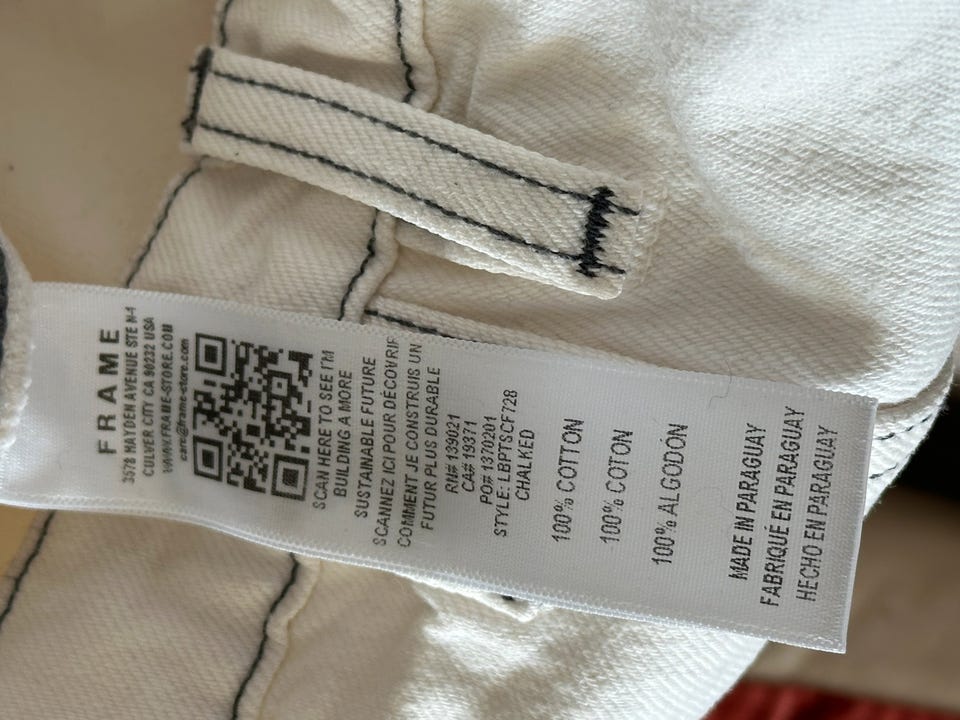 FRAME
3578 HAYDEN AVENUE STE N-1
CULVER CITY CA 90232 USA
WWW.FRAME-STORE.COM
care@frame-store.com
SCAN HERE TO SEE I'M
BUILDING A MORE
SUSTAINABLE FUTURE
SCANNEZ ICI POUR DÉCOVRIR
COMMENT JE CONSTRUIS UN
FUTUR PLUS DURABLE
RN# 139021
CA# 19371
PO# 1370201
STYLE: LBPTSCF728
CHALKED
100% COTTON
100% COTON
100% ALGODÓN
MADE IN PARAGUAY
FABRIQUÉ EN PARAGUAY
HECHO EN PARAGUAY